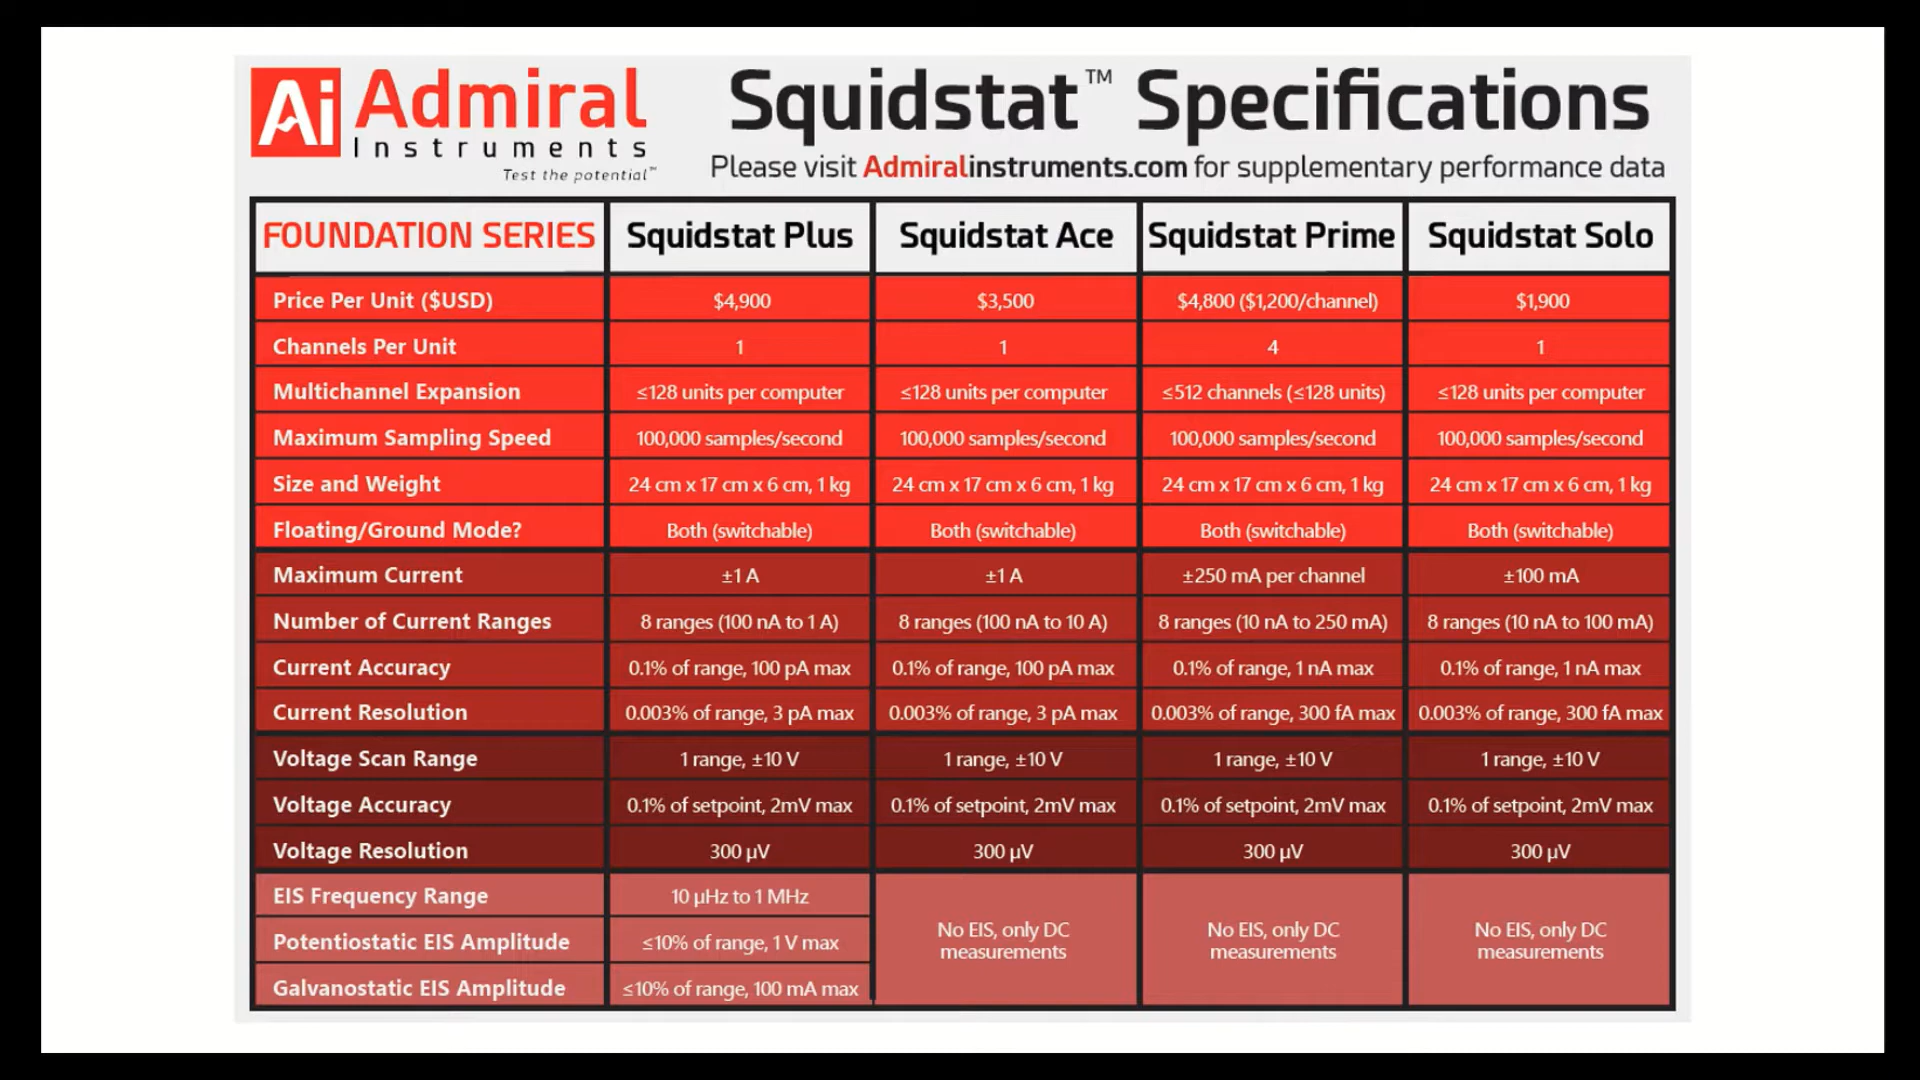 Ai Admiral
Instruments
Test the potential™
Squidstat™ Specifications
Please visit Admiralinstruments.com for supplementary performance data
FOUNDATION SERIES Squidstat Plus Squidstat Ace Squidstat Prime Squidstat Solo
Price Per Unit ($USD) $4,900 $3,500 $4,800 ($1,200/channel) $1,900
Channels Per Unit 1 1 4 1
Multichannel Expansion ≤128 units per computer ≤128 units per computer ≤512 channels (≤128 units) ≤128 units per computer
Maximum Sampling Speed 100,000 samples/second 100,000 samples/second 100,000 samples/second 100,000 samples/second
Size and Weight 24 cm x 17 cm x 6 cm, 1 kg 24 cm x 17 cm x 6 cm, 1 kg 24 cm x 17 cm x 6 cm, 1 kg 24 cm x 17 cm x 6 cm, 1 kg
Floating/Ground Mode? Both (switchable) Both (switchable) Both (switchable) Both (switchable)
Maximum Current ±1 A ±1 A ±250 mA per channel ±100 mA
Number of Current Ranges 8 ranges (100 nA to 1 A) 8 ranges (100 nA to 10 A) 8 ranges (10 nA to 250 mA) 8 ranges (10 nA to 100 mA)
Current Accuracy 0.1% of range, 100 pA max 0.1% of range, 100 pA max 0.1% of range, 1 nA max 0.1% of range, 1 nA max
Current Resolution 0.003% of range, 3 pA max 0.003% of range, 3 pA max 0.003% of range, 300 fA max 0.003% of range, 300 fA max
Voltage Scan Range 1 range, ±10 V 1 range, ±10 V 1 range, ±10 V 1 range, ±10 V
Voltage Accuracy 0.1% of setpoint, 2mV max 0.1% of setpoint, 2mV max 0.1% of setpoint, 2mV max 0.1% of setpoint, 2mV max
Voltage Resolution 300 µV 300 µV 300 µV 300 µV
EIS Frequency Range 10 µHz to 1 MHz
Potentiostatic EIS Amplitude ≤10% of range, 1 V max
Galvanostatic EIS Amplitude ≤10% of range, 100 mA max
No EIS, only DC
measurements
No EIS, only DC
measurements
No EIS, only DC
measurements